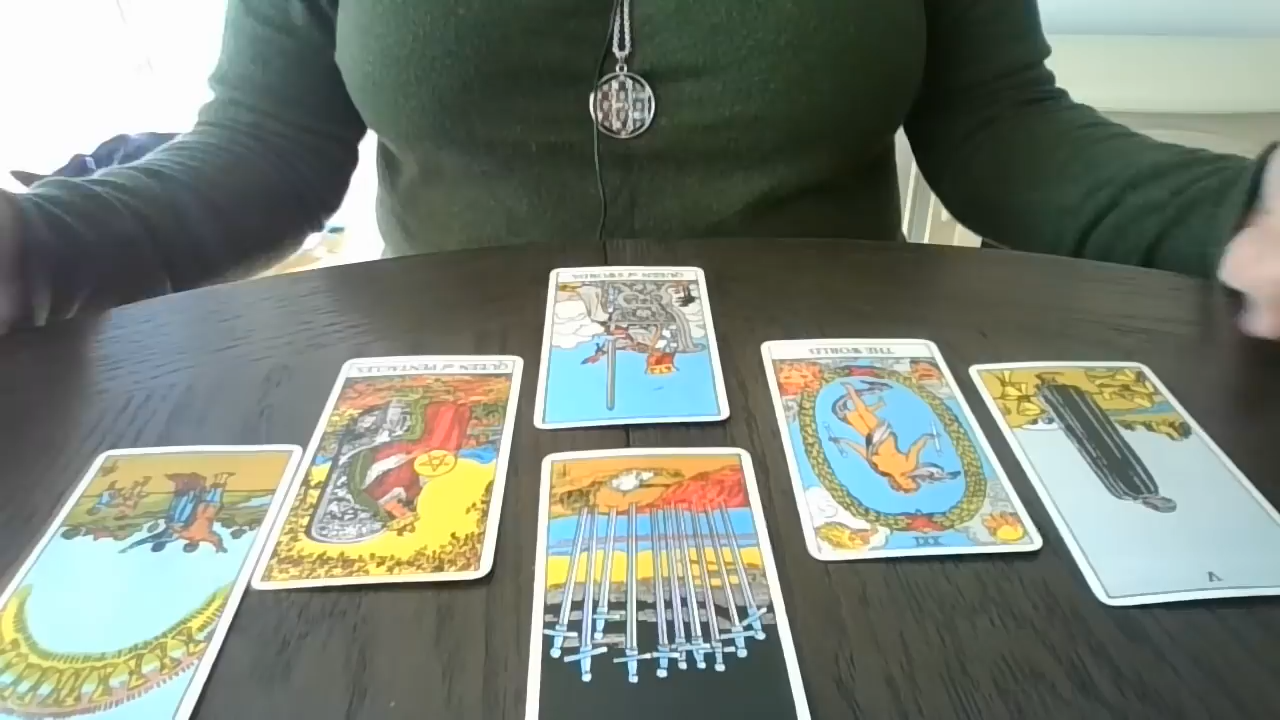 QUEEN of SWORDS
THE WORLD
QUEEN of PENTACLES
V
XXI